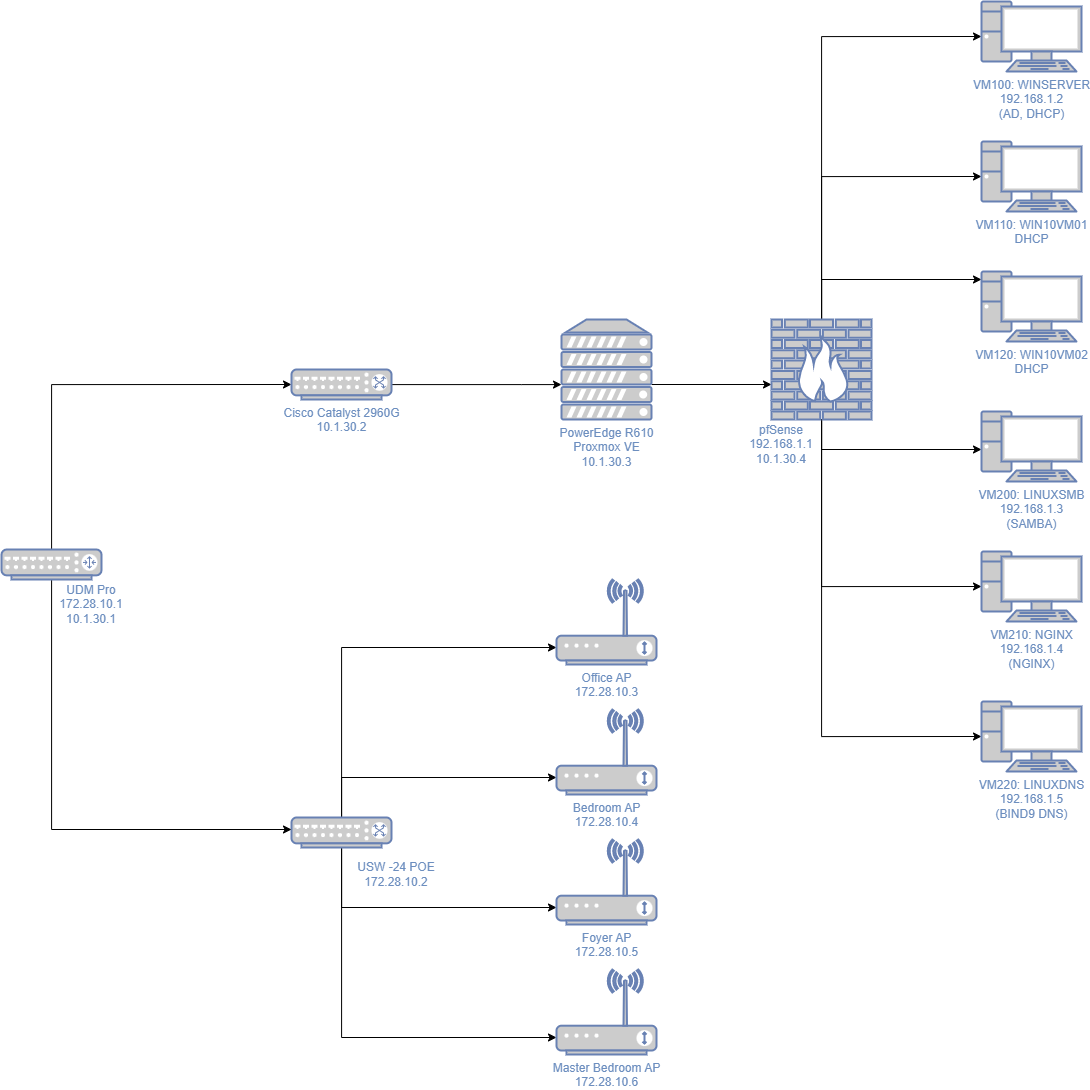 VM100: WINSERVER
192.168.1.2
(AD, DHCP)
VM110: WIN10VM01
DHCP
VM120: WIN10VM02
DHCP
Cisco Catalyst 2960G
10.1.30.2
PowerEdge R610
Proxmox VE
10.1.30.3
pfSense
192.168.1.1
10.1.30.4
VM200: LINUXSMB
192.168.1.3
(SAMBA)
UDM Pro
172.28.10.1
10.1.30.1
VM210: NGINX
192.168.1.4
(NGINX)
Office AP
172.28.10.3
VM220: LINUXDNS
192.168.1.5
(BIND9 DNS)
Bedroom AP
172.28.10.4
USW -24 POE
172.28.10.2
Foyer AP
172.28.10.5
Master Bedroom AP
172.28.10.6